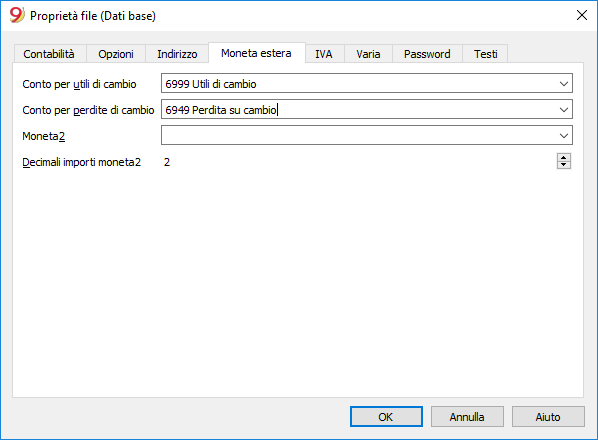 9 Proprietà file (Dati base)
Contabilità Opzioni Indirizzo Moneta estera IVA Varia Password Testi
Conto per utili di cambio 6999 Utili di cambio
Conto per perdite di cambio 6949 Perdita su cambio
Moneta2
Decimali importi moneta2 2
OK Annulla Aiuto